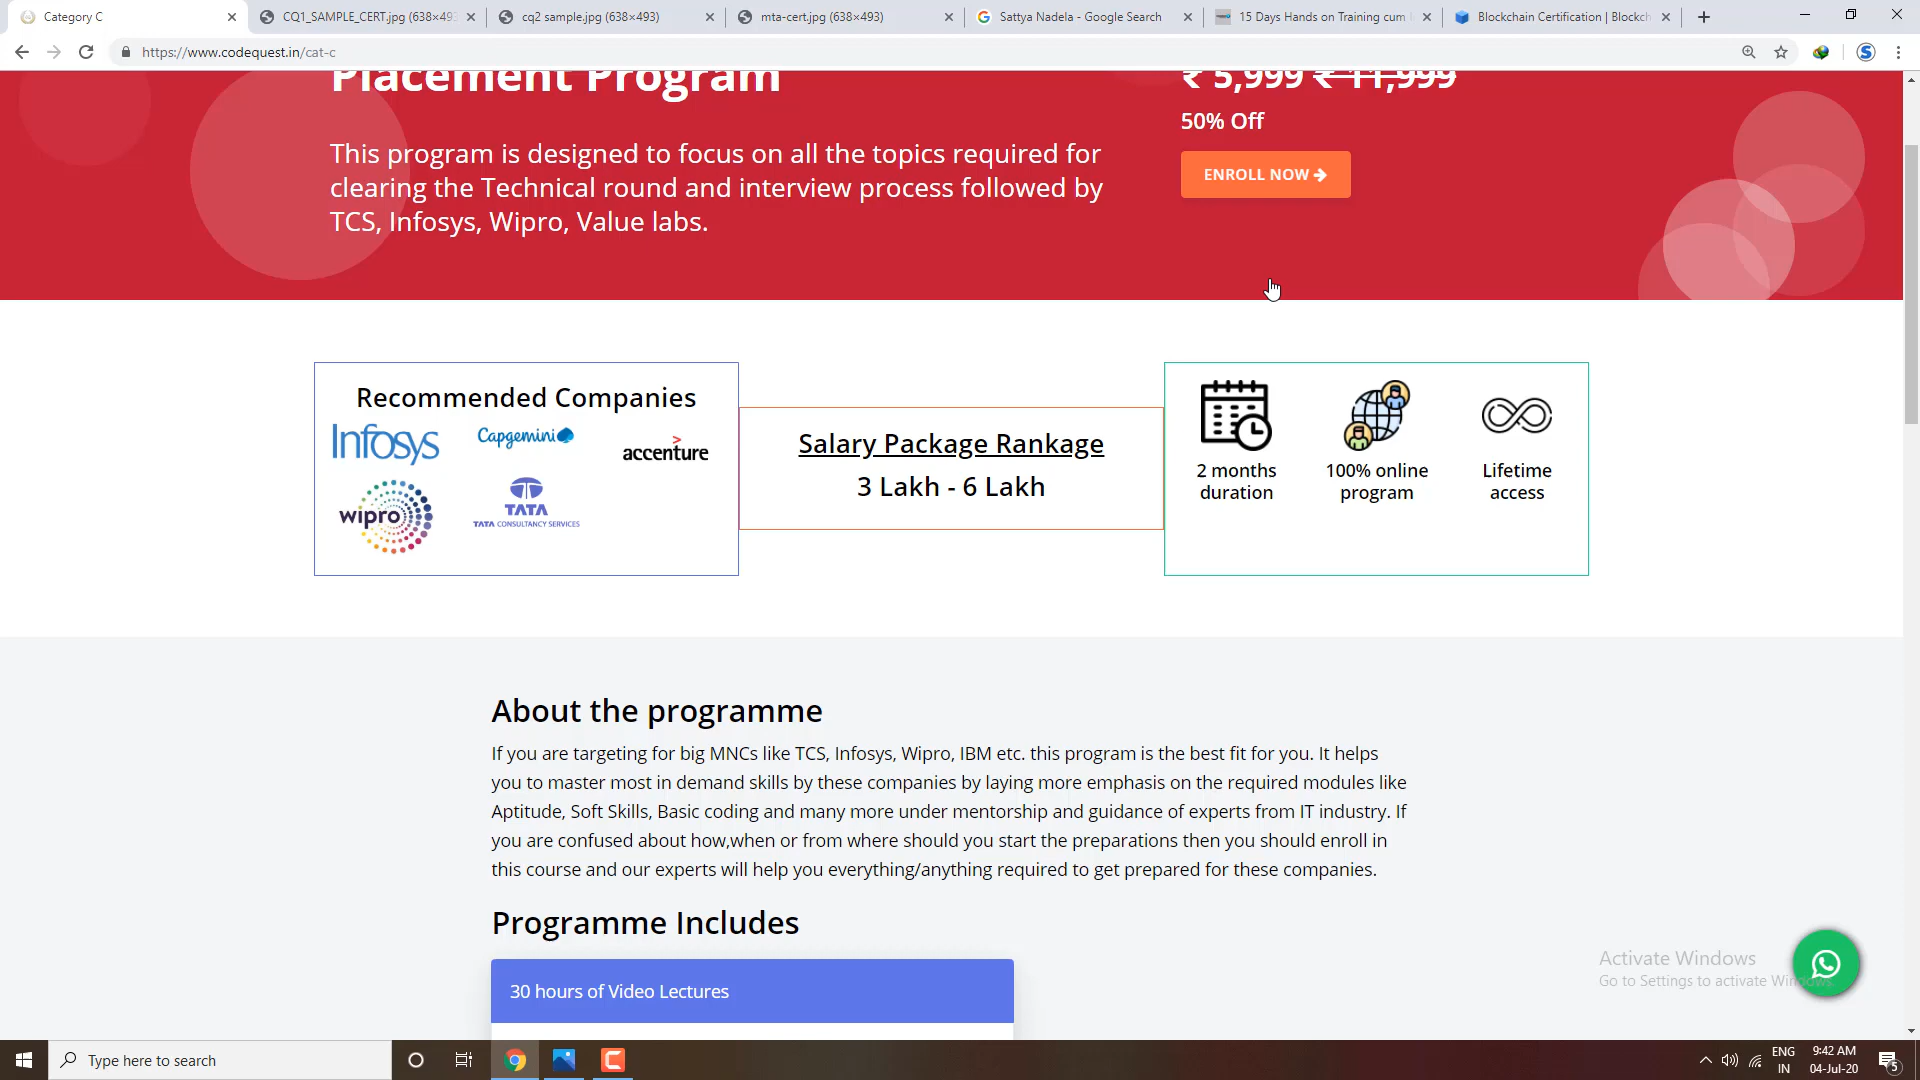 Category C
CQ1_SAMPLE_CERT.jpg (638×493
cq2 sample.jpg (638×493)
mta-cert.jpg (638×493)
Sattya Nadela - Google Search
15 Days Hands on Training cum
Blockchain Certification | Blockch
https://www.codequest.in/cat-c
Placement Program
₹ 5,999 ₹ 11,999
50% Off
ENROLL NOW
This program is designed to focus on all the topics required for
clearing the Technical round and interview process followed by
TCS, Infosys, Wipro, Value labs.
Recommended Companies
Infosys
Capgemini
accenture
wipro
TATA
TATA CONSULTANCY SERVICES
Salary Package Rankage
3 Lakh - 6 Lakh
2 months
duration
100% online
program
Lifetime
access
About the programme
If you are targeting for big MNCs like TCS, Infosys, Wipro, IBM etc. this program is the best fit for you. It helps
you to master most in demand skills by these companies by laying more emphasis on the required modules like
Aptitude, Soft Skills, Basic coding and many more under mentorship and guidance of experts from IT industry. If
you are confused about how,when or from where should you start the preparations then you should enroll in
this course and our experts will help you everything/anything required to get prepared for these companies.
Programme Includes
30 hours of Video Lectures
Activate Windows
Go to Settings to activate Windows.
Type here to search
ENG
IN
9:42 AM
04-Jul-20
5